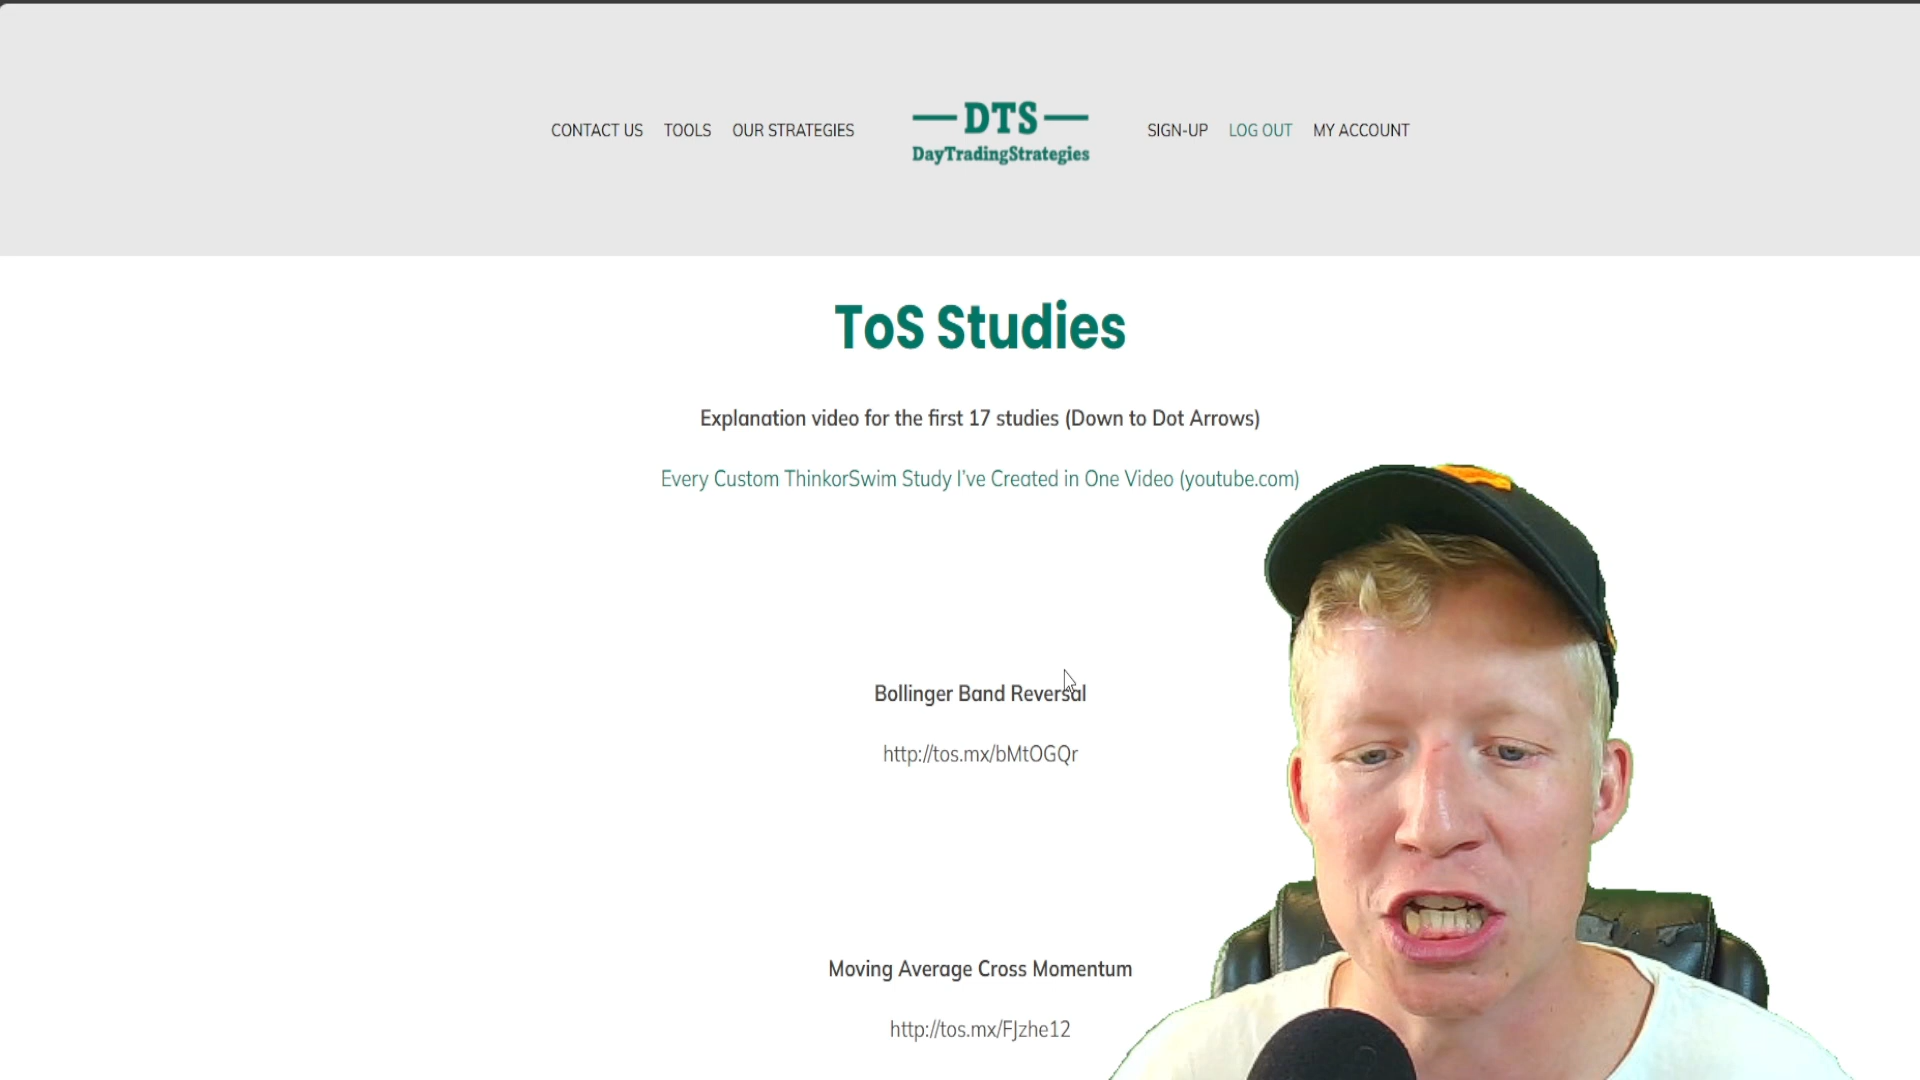 CONTACT US TOOLS OUR STRATEGIES
DTS
DayTradingStrategies
SIGN-UP LOG OUT MY ACCOUNT
ToS Studies
Explanation video for the first 17 studies (Down to Dot Arrows)
Every Custom ThinkorSwim Study I've Created in One Video (youtube.com)
Bollinger Band Reversal
http://tos.mx/bMtOGQr
Moving Average Cross Momentum
http://tos.mx/FJzhe12